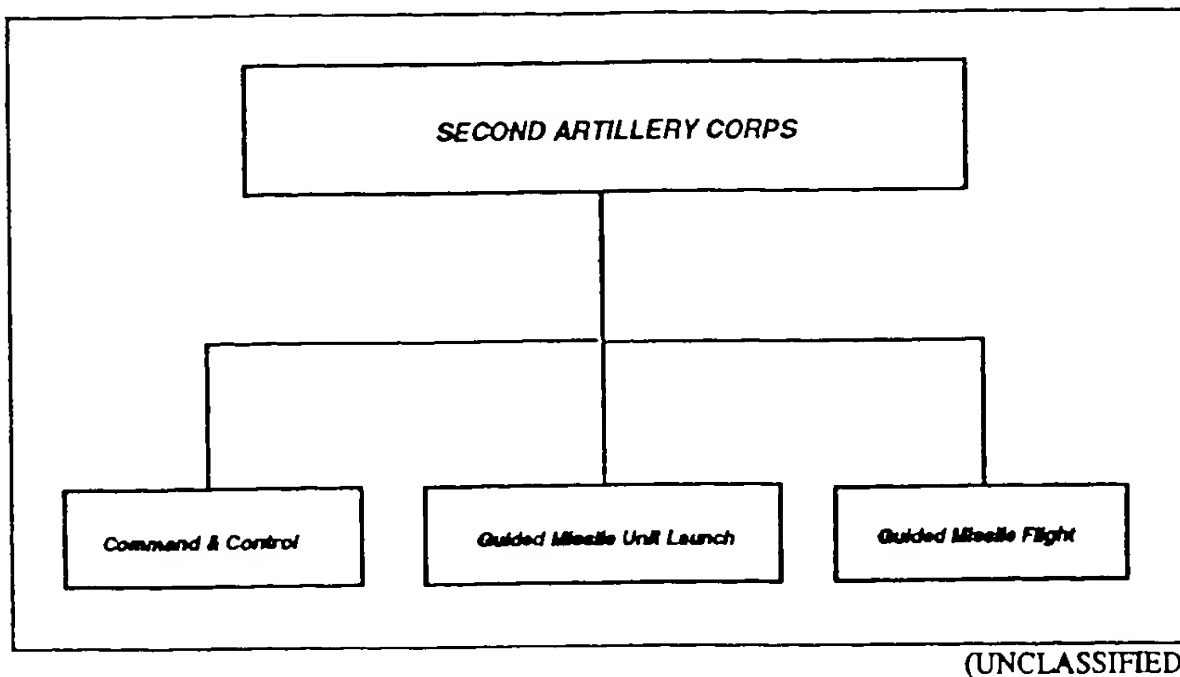 SECOND ARTILLERY CORPS
Command & Control
Guided Missile Unit Launch
Guided Missile Flight
(UNCLASSIFIED